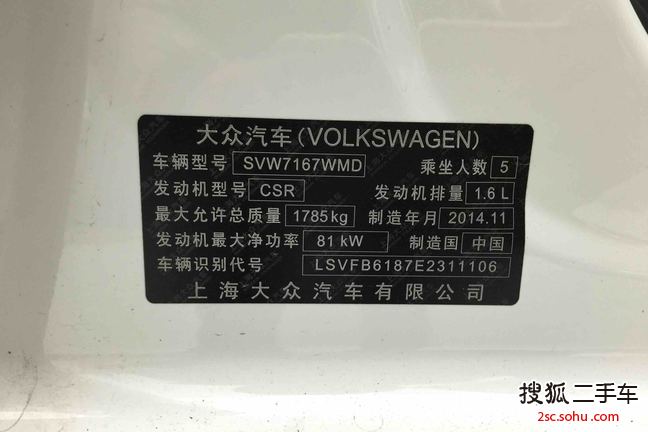 大众汽车(VOLKSWAGEN)
车辆型号 SVW7167WMD 乘坐人数 5
发动机型号 CSR 发动机排量 1.6 L
最大允许总质量 1785kg 制造年月 2014.11
发动机最大净功率 81 kW 制造国 中国
车辆识别代号 LSVFB6187E2311106
上海大众汽车有限公司
搜狐二手车
2sc.sohu.com